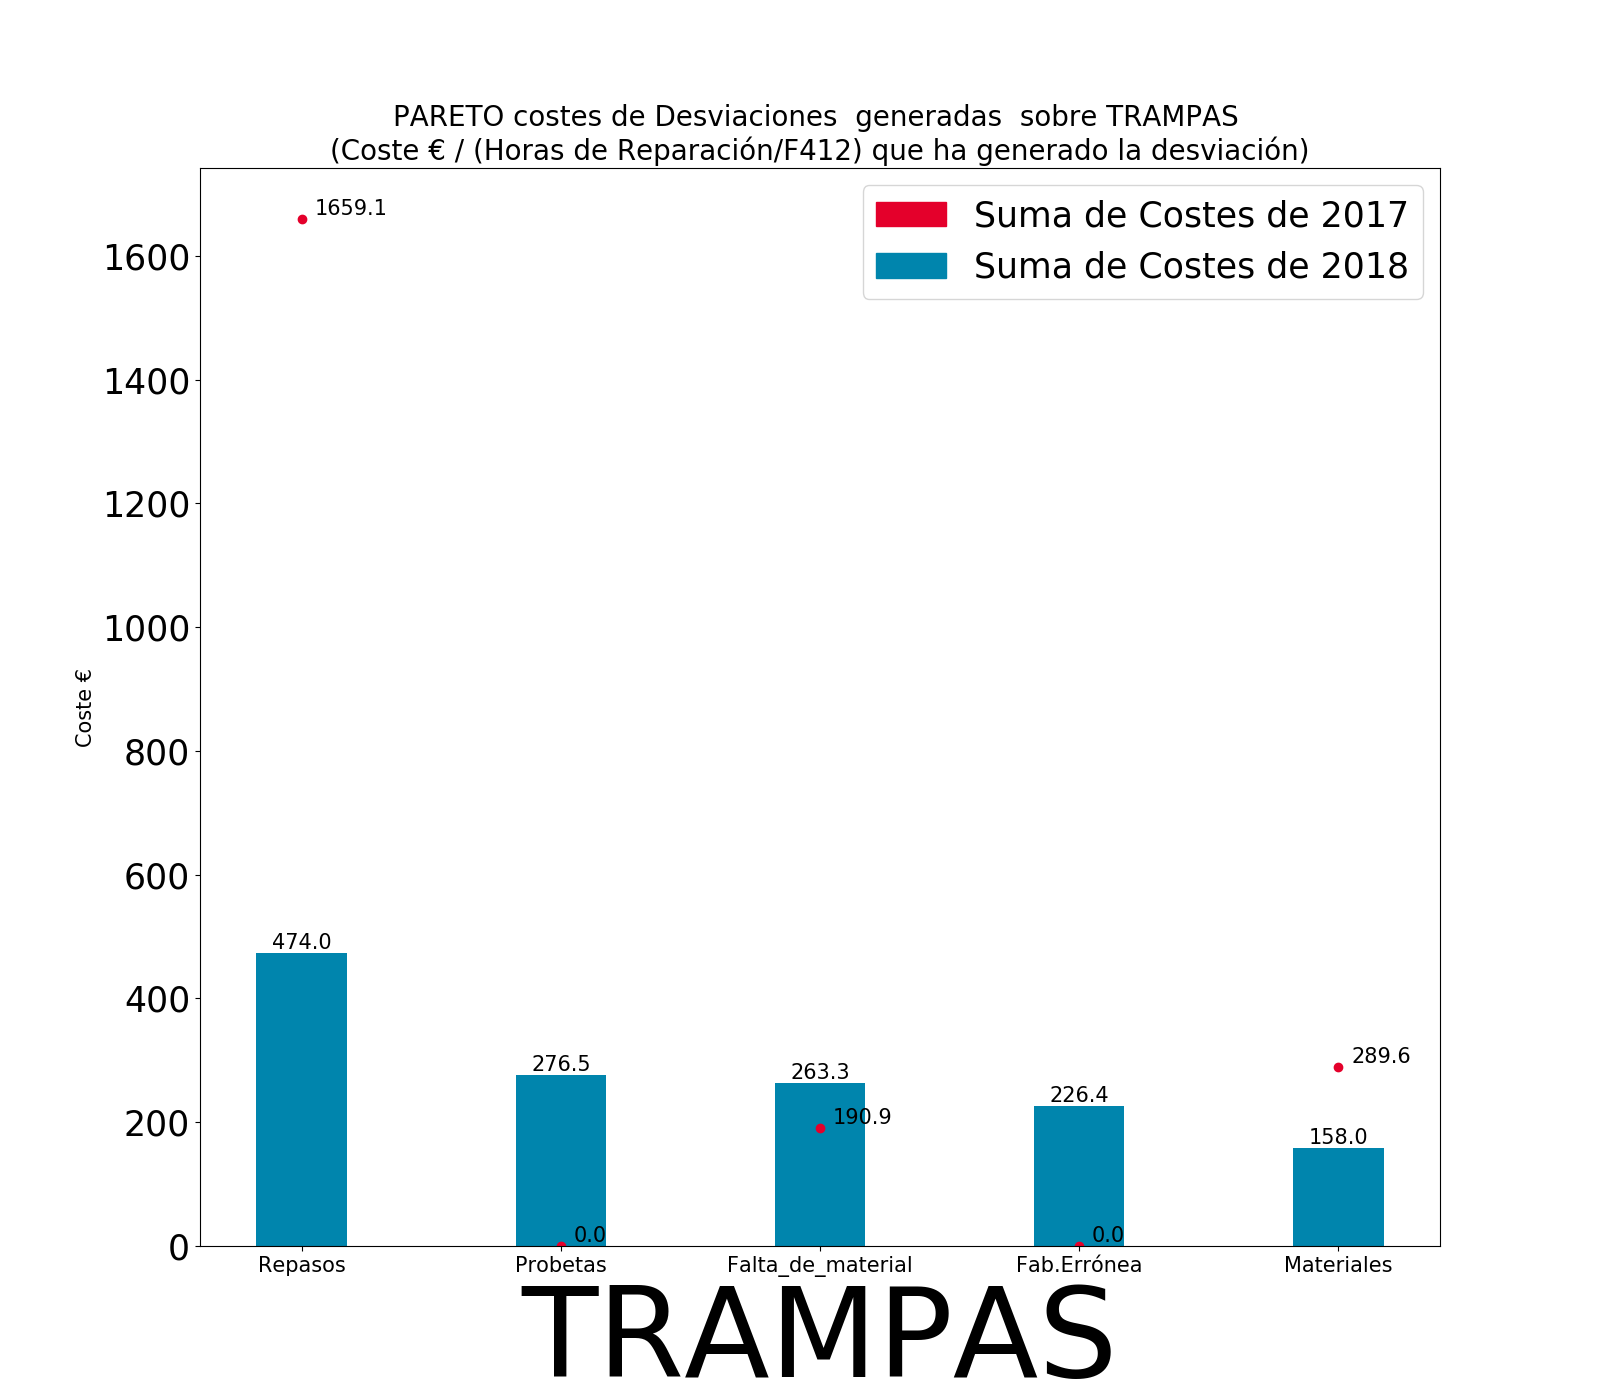 PARETO costes de Desviaciones  generadas  sobre TRAMPAS
(Coste € / (Horas de Reparación/F412) que ha generado la desviación)
Suma de Costes de 2017
Suma de Costes de 2018
1659.1
1600
1400
1200
1000
800
600
400
200
0
Coste €
474.0
276.5
263.3
226.4
158.0
289.6
190.9
0.0
0.0
Repasos
Probetas
Falta_de_material
Fab.Errónea
Materiales
TRAMPAS